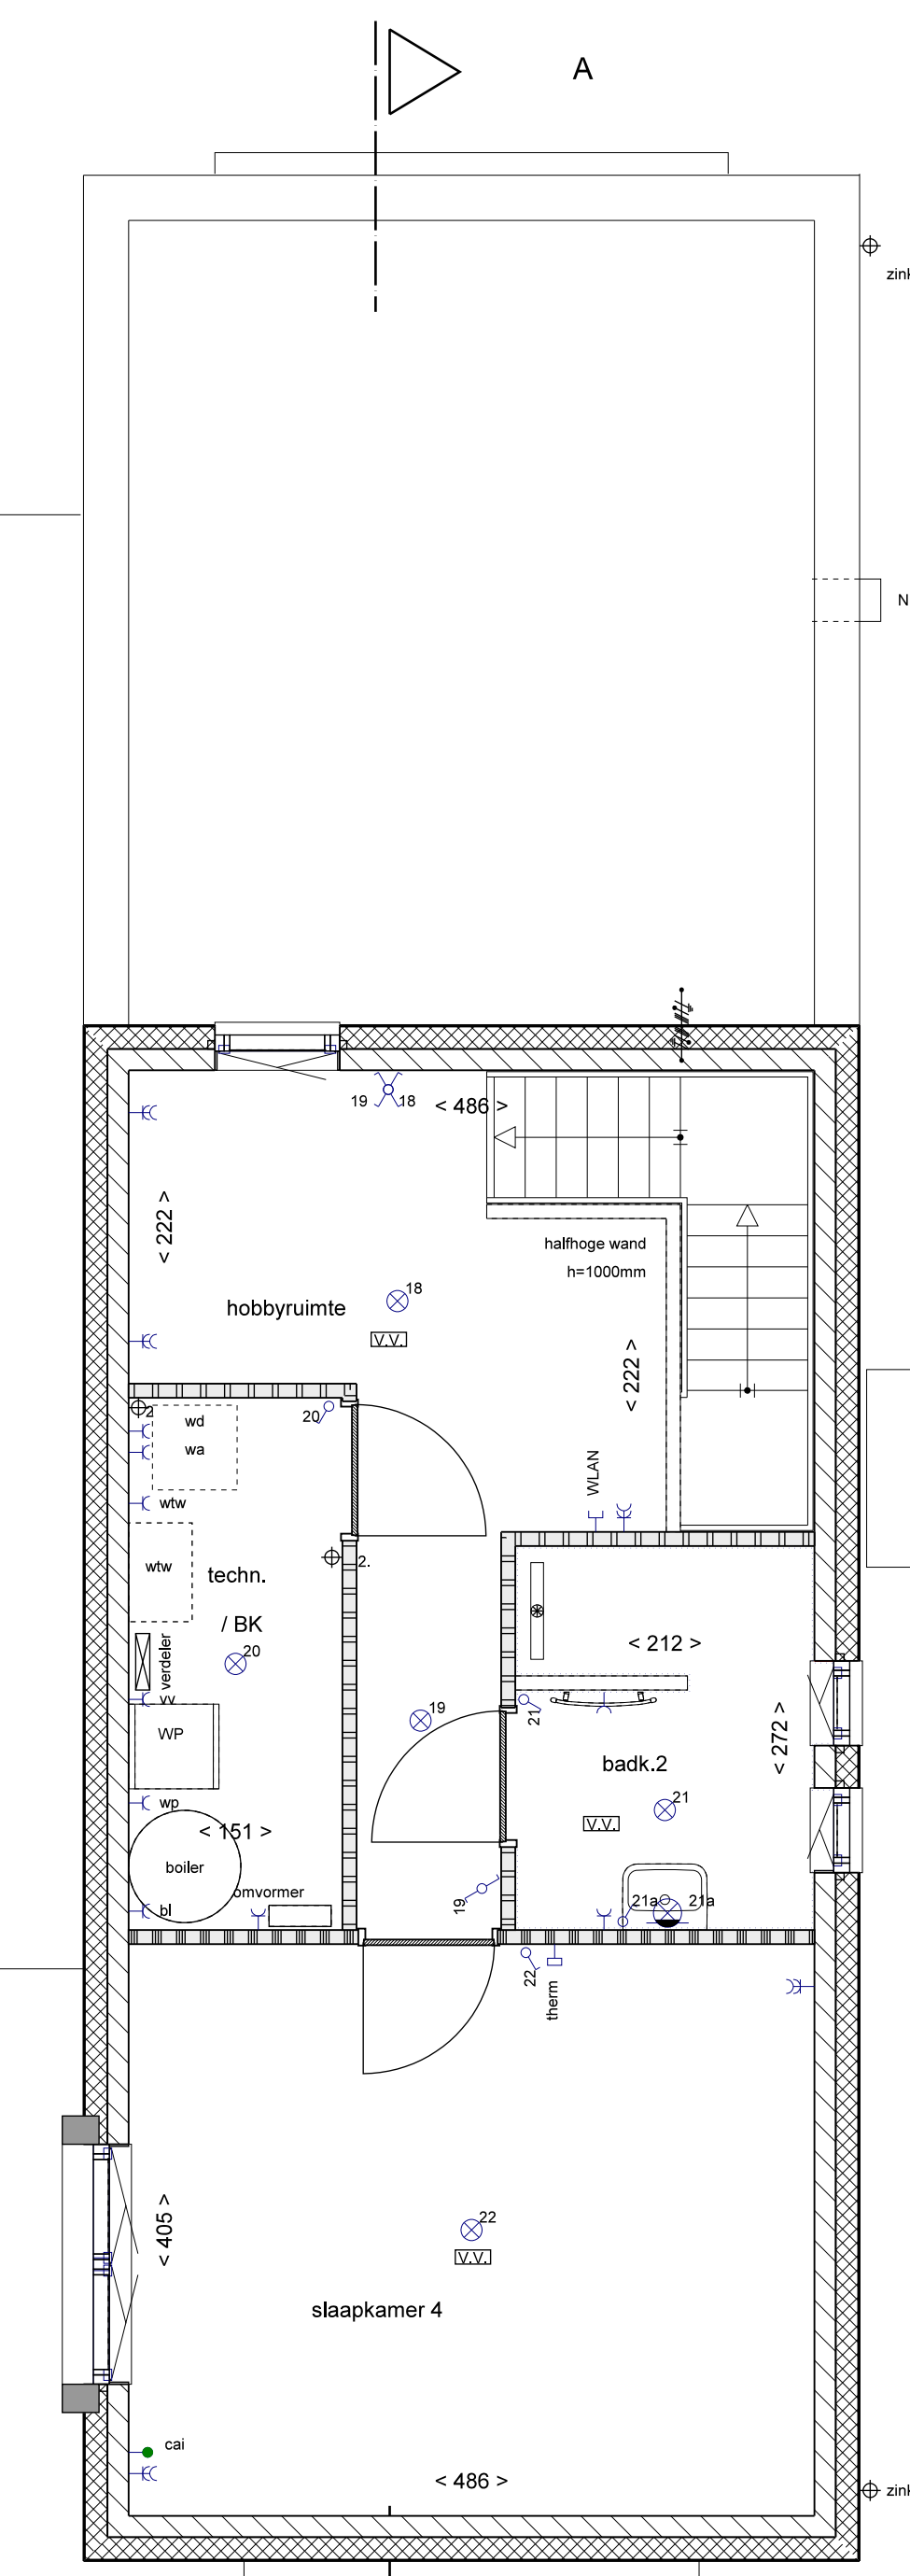 A
zink
N
19 18 < 486 >
< 222 >
halfhoge wand
h=1000mm
18
hobbyruimte
V.V.
< 222 >
20
2
wd
wa
WLAN
wtw
wtw
techn.
/ BK
2.
20
verdeler
vv
WP
wp
< 151 >
boiler
omvormer
bl
19
19
< 212 >
21
< 272 >
badk.2
21
V.V.
21a 21a
22
therm
< 405 >
22
V.V.
slaapkamer 4
cai
< 486 >
zink